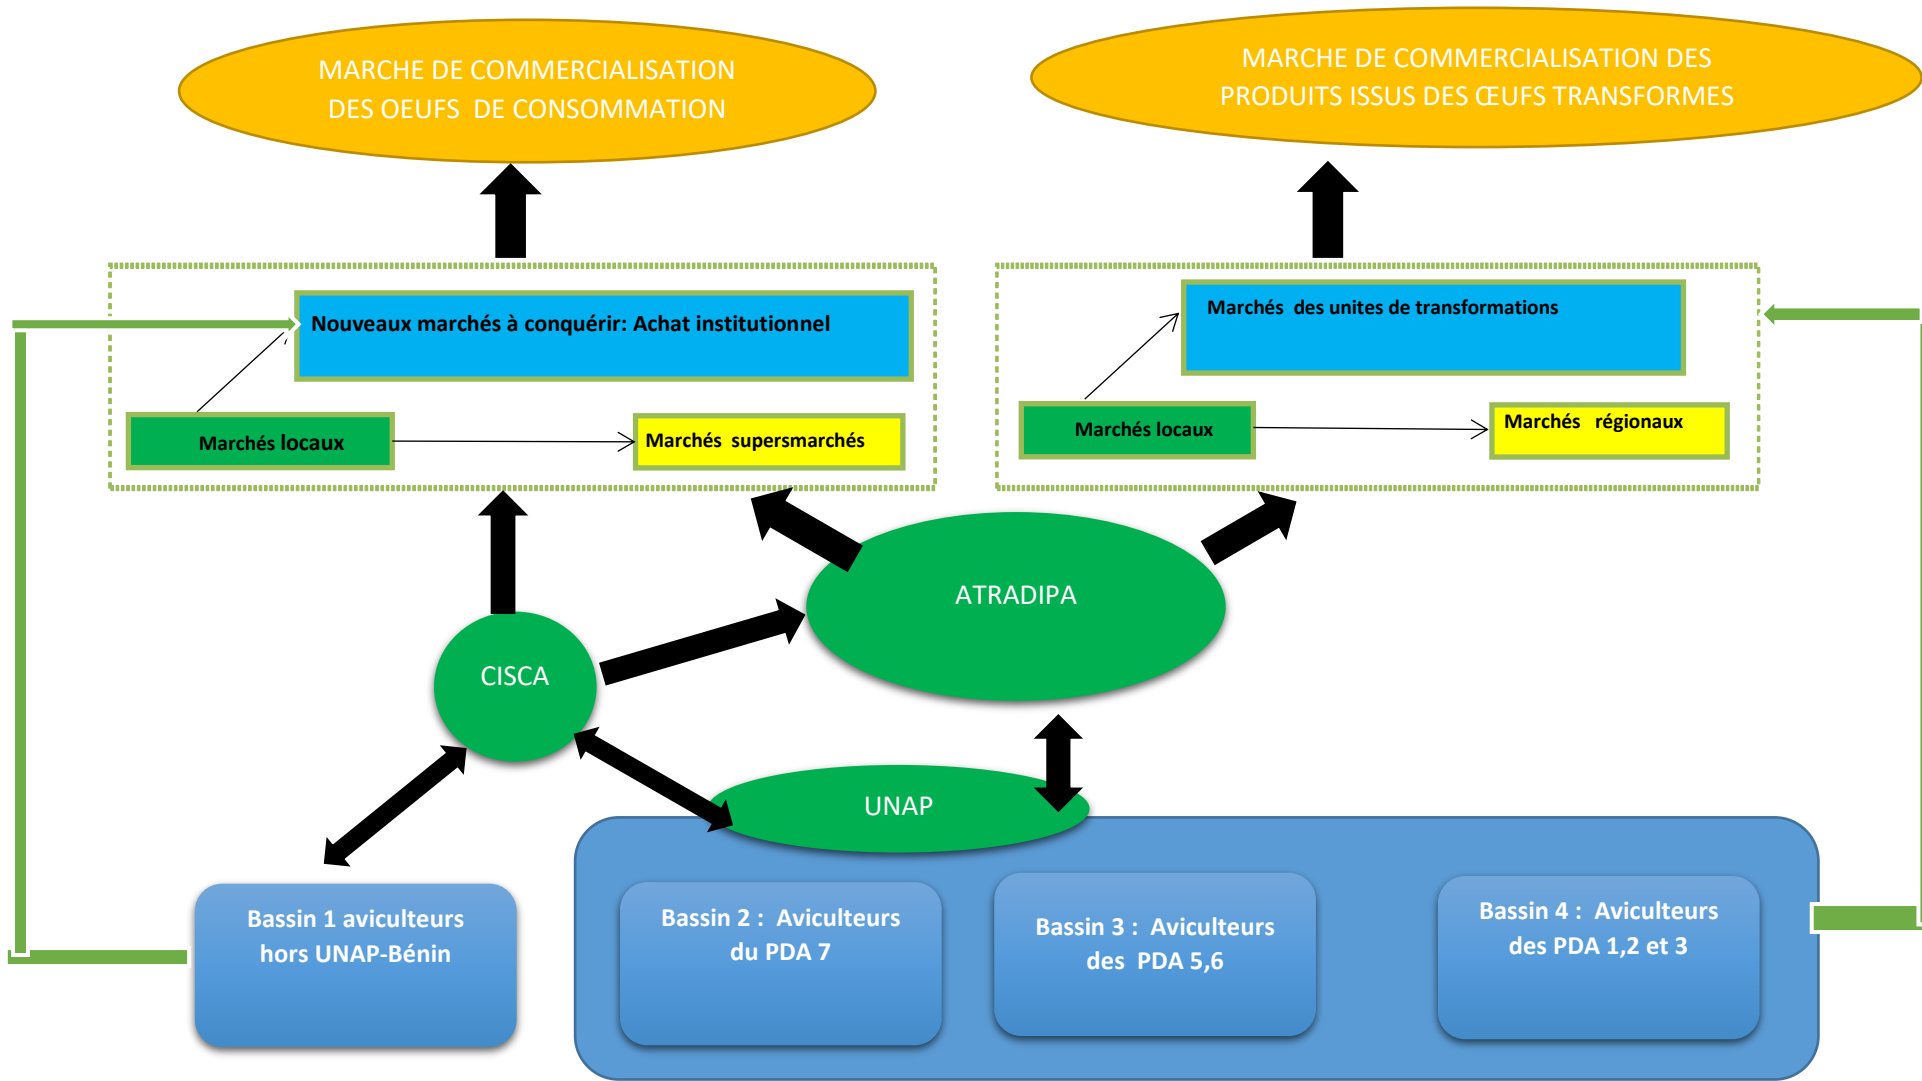 MARCHE DE COMMERCIALISATION
DES OEUFS DE CONSOMMATION
MARCHE DE COMMERCIALISATION DES
PRODUITS ISSUS DES ŒUFS TRANSFORMES
Nouveaux marchés à conquérir: Achat institutionnel
Marchés locaux
Marchés supersmarchés
Marchés des unites de transformations
Marchés locaux
Marchés régionaux
ATRADIPA
CISCA
UNAP
Bassin 1 aviculteurs
hors UNAP-Bénin
Bassin 2 : Aviculteurs
du PDA 7
Bassin 3 : Aviculteurs
des PDA 5,6
Bassin 4 : Aviculteurs
des PDA 1,2 et 3